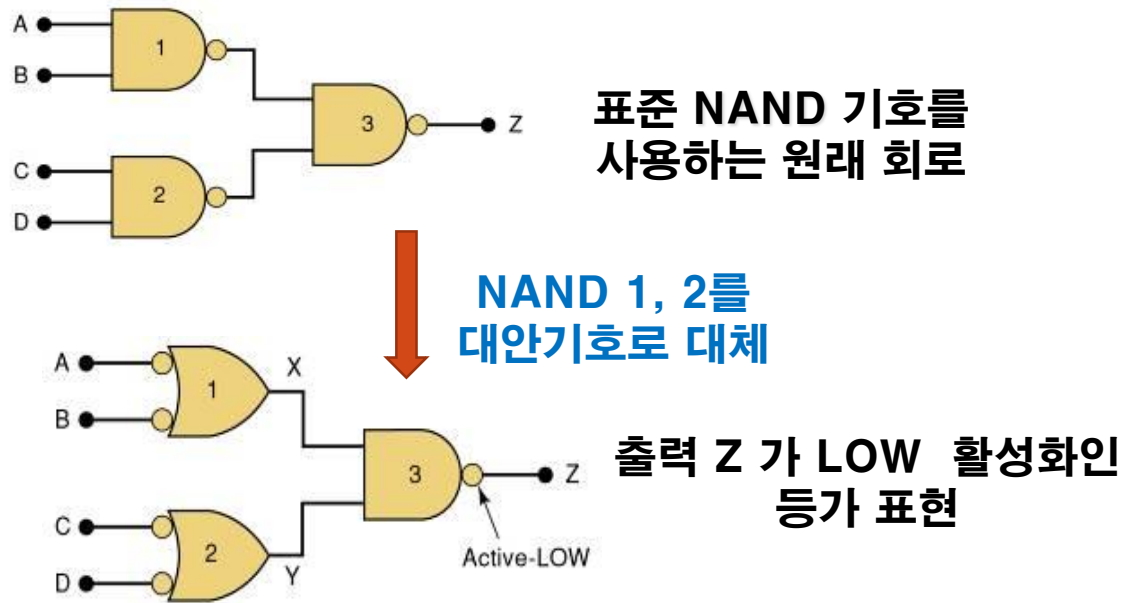 A
B
1
C
D
2
3
Z
표준 NAND 기호를
사용하는 원래 회로
NAND 1, 2를
대안기호로 대체
A
B
1
X
C
D
2
Y
3
Z
Active-LOW
출력 Z 가 LOW 활성화인
등가 표현